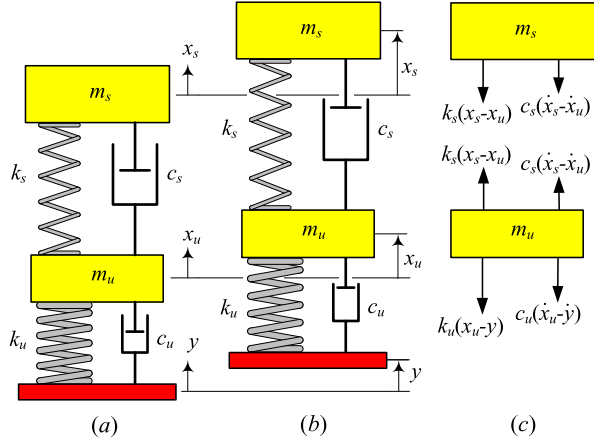 m_s
x_s
k_s
c_s
m_u
x_u
k_u
c_u
y
(a)
m_s
x_s
k_s
c_s
m_u
x_u
k_u
c_u
y
(b)
m_s
k_s(x_s-x_u)
c_s(ẋ_s-ẋ_u)
k_s(x_s-x_u)
c_s(ẋ_s-ẋ_u)
m_u
k_u(x_u-y)
c_u(ẋ_u-ẏ)
(c)